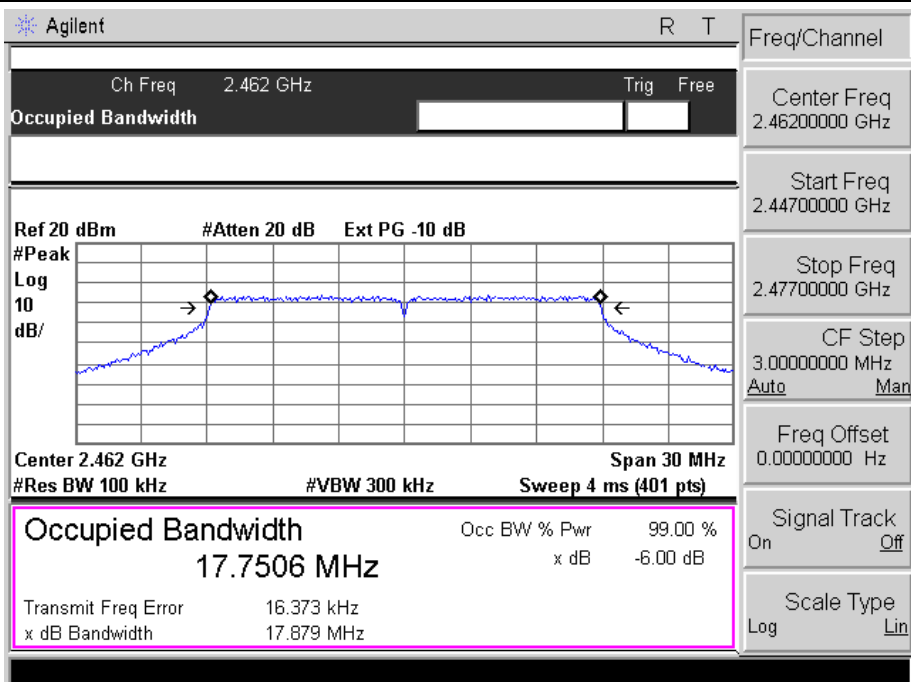 Agilent R T
Ch Freq 2.462 GHz Trig Free
Occupied Bandwidth
Ref 20 dBm #Atten 20 dB Ext PG -10 dB
#Peak
Log
10
dB/
Center 2.462 GHz Span 30 MHz
#Res BW 100 kHz #VBW 300 kHz Sweep 4 ms (401 pts)
Occupied Bandwidth
17.7506 MHz
Occ BW % Pwr 99.00 %
x dB -6.00 dB
Transmit Freq Error 16.373 kHz
x dB Bandwidth 17.879 MHz
Freq/Channel
Center Freq
2.46200000 GHz
Start Freq
2.44700000 GHz
Stop Freq
2.47700000 GHz
CF Step
3.00000000 MHz
Auto Man
Freq Offset
0.00000000 Hz
Signal Track
On Off
Scale Type
Log Lin